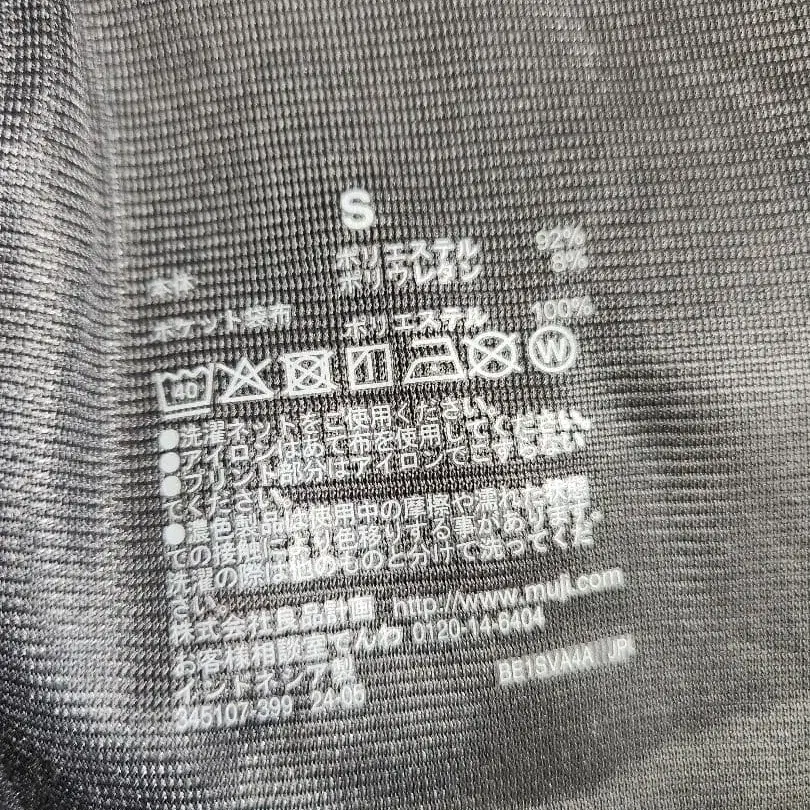 S
本体 ポリエステル 92%
ポリウレタン 8%
ポケット袋布 ポリエステル 100%
40 W
●洗濯ネットをご使用ください。
●アイロンはあて布を使用してください。
●プリント部分はアイロンでこすらない
でください。
●濃色製品は使用中の摩擦や濡れた状態
での接触により色移りする事があります。
洗濯の際は他のものと分けて洗ってくだ
さい。
株式会社良品計画 http://www.muji.com
お客様相談室でんわ 0120-14-6404
インドネシア製
345107-399 24-05
BE1SVA4A / JP